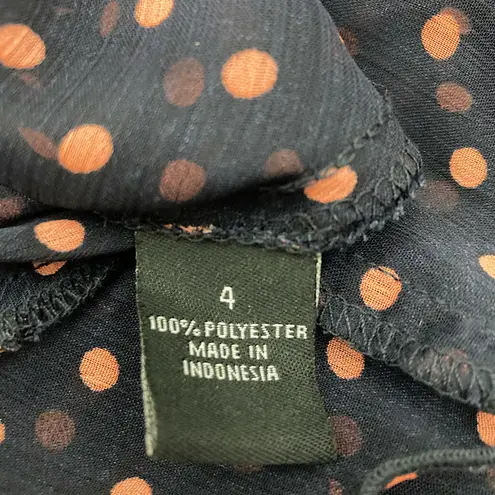 4
100% POLYESTER
MADE IN
INDONESIA